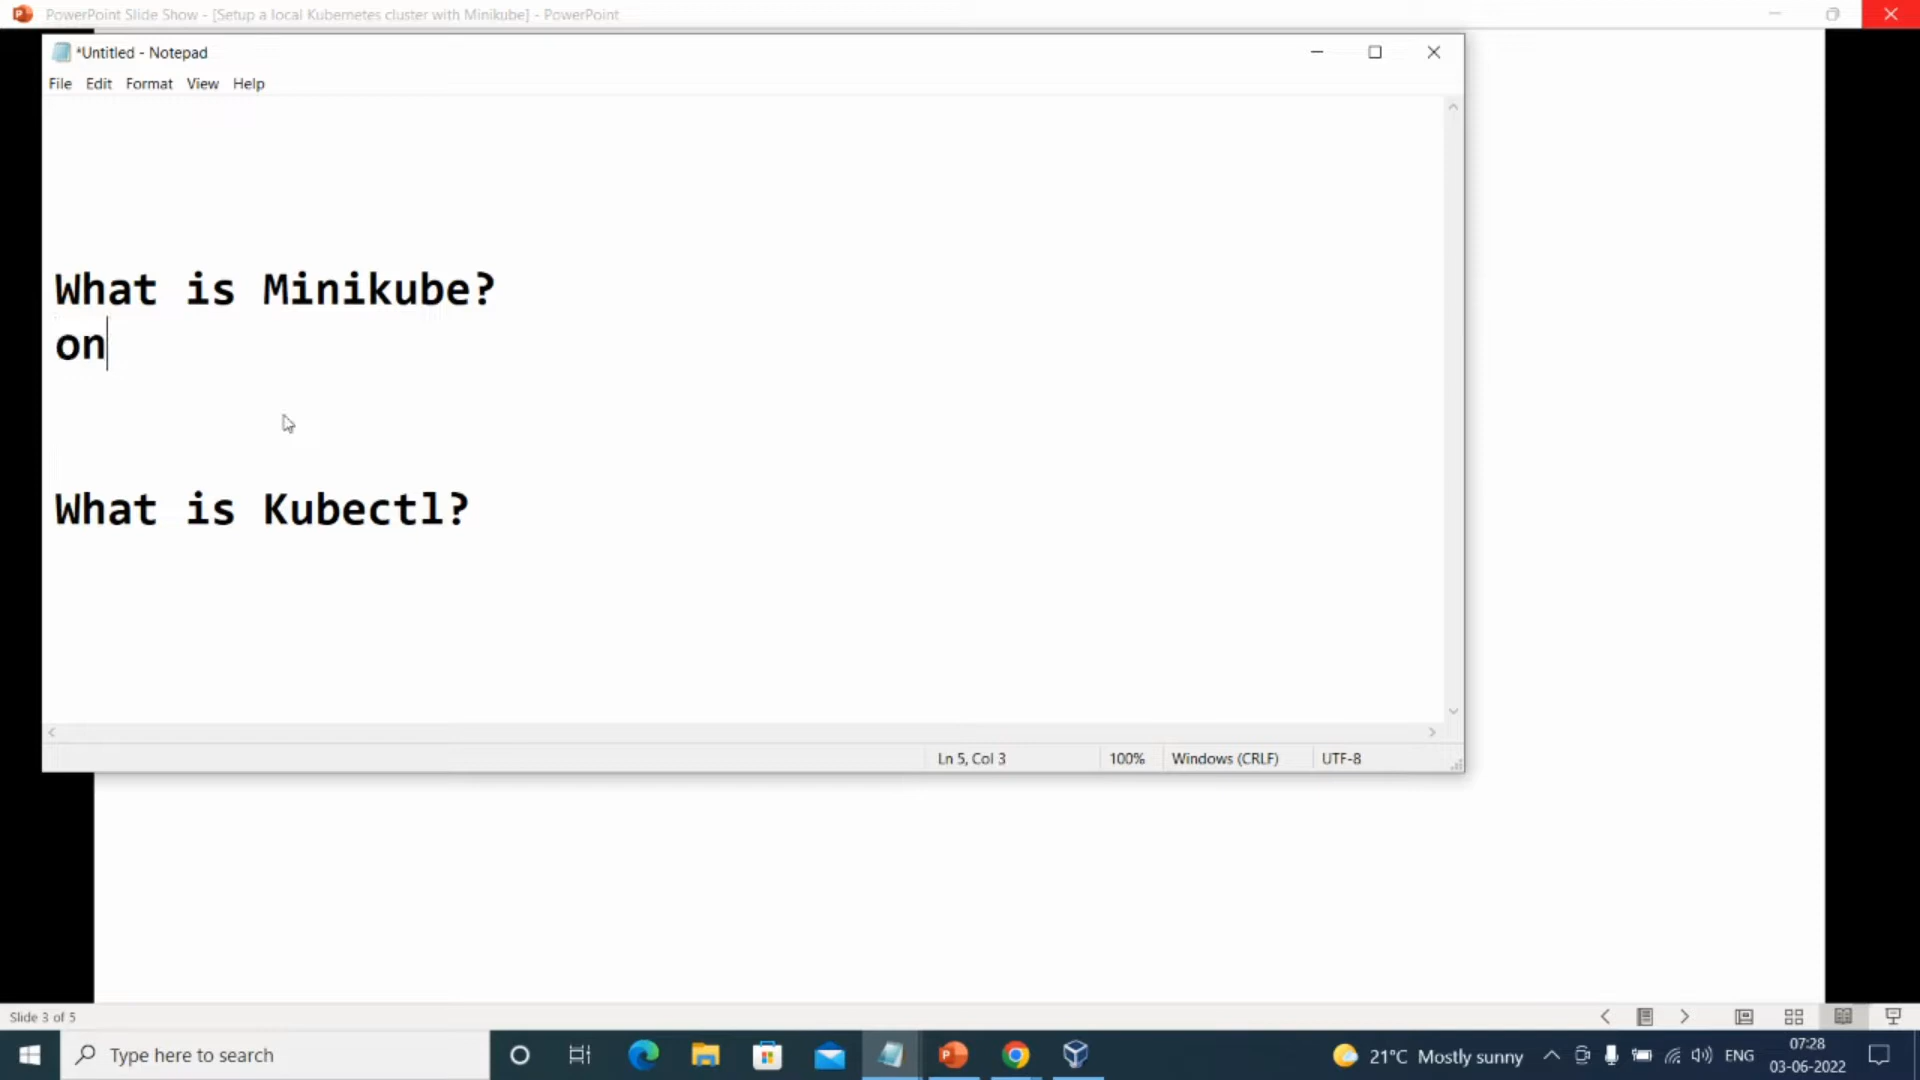 PowerPoint Slide Show - [Setup a local Kubernetes cluster with Minikube] - PowerPoint
*Untitled - Notepad
File Edit Format View Help
What is Minikube?
on
What is Kubectl?
Ln 5, Col 3 100% Windows (CRLF) UTF-8
Slide 3 of 5
Type here to search
21°C Mostly sunny
ENG
07:28
03-06-2022